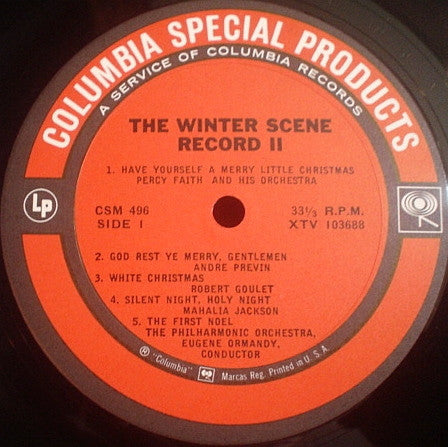 COLUMBIA SPECIAL PRODUCTS
A SERVICE OF COLUMBIA RECORDS
THE WINTER SCENE
RECORD II
1. HAVE YOURSELF A MERRY LITTLE CHRISTMAS
PERCY FAITH AND HIS ORCHESTRA
Lp
CSM 496
SIDE 1
33⅓ R.P.M.
XTV 103688
2. GOD REST YE MERRY, GENTLEMEN
ANDRE PREVIN
3. WHITE CHRISTMAS
ROBERT GOULET
4. SILENT NIGHT, HOLY NIGHT
MAHALIA JACKSON
5. THE FIRST NOEL
THE PHILHARMONIC ORCHESTRA,
EUGENE ORMANDY,
CONDUCTOR
® "Columbia" Marcas Reg. Printed in U. S. A.